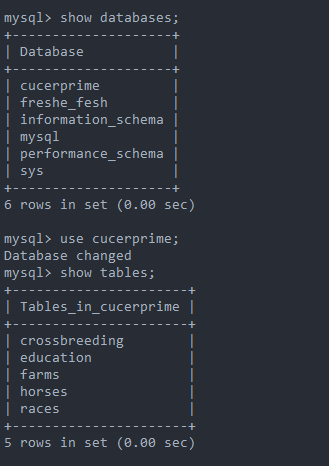 mysql> show databases;
+--------------------+
| Database           |
+--------------------+
| cucerprime         |
| freshe_fesh        |
| information_schema |
| mysql              |
| performance_schema |
| sys                |
+--------------------+
6 rows in set (0.00 sec)

mysql> use cucerprime;
Database changed
mysql> show tables;
+----------------------+
| Tables_in_cucerprime |
+----------------------+
| crossbreeding        |
| education            |
| farms                |
| horses               |
| races                |
+----------------------+
5 rows in set (0.00 sec)